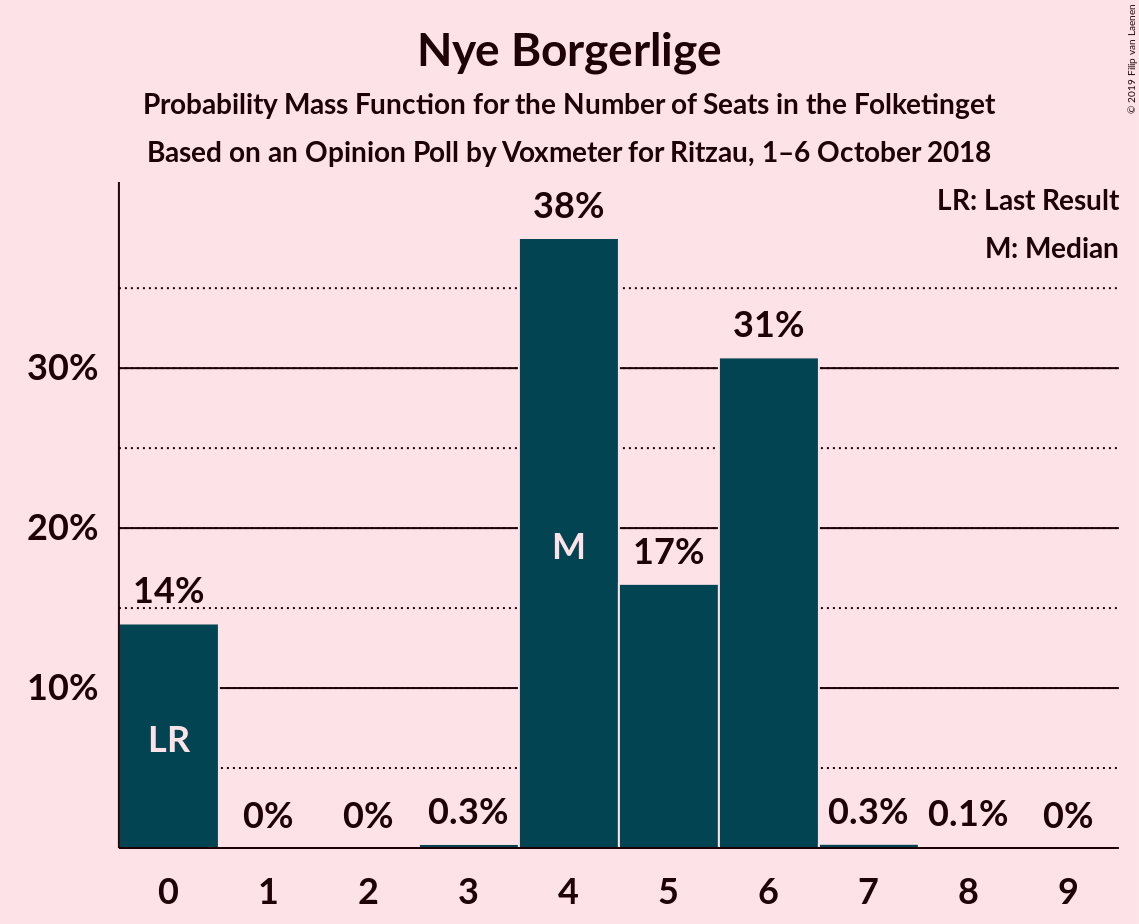 Nye Borgerlige
Probability Mass Function for the Number of Seats in the Folketinget
Based on an Opinion Poll by Voxmeter for Ritzau, 1–6 October 2018
© 2019 Filip van Laenen
LR: Last Result
M: Median
38%
31%
30%
20%
17%
M
14%
10%
LR
0%
0%
0.3%
0.3%
0.1%
0%
0 1 2 3 4 5 6 7 8 9